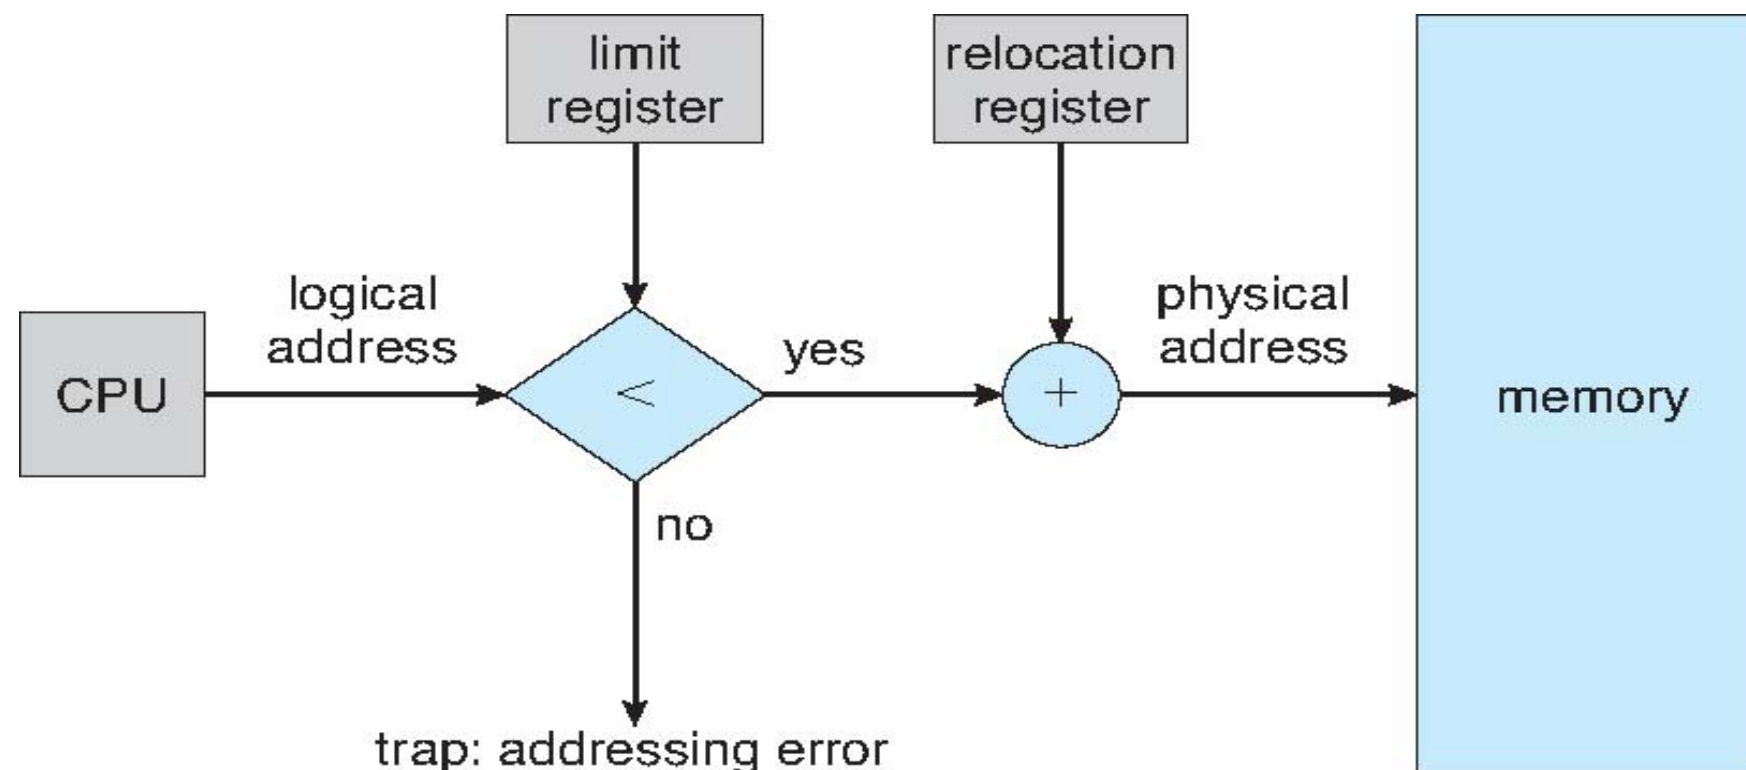 limit
register
relocation
register
logical
address
physical
address
CPU
<
yes
+
memory
no
trap: addressing error